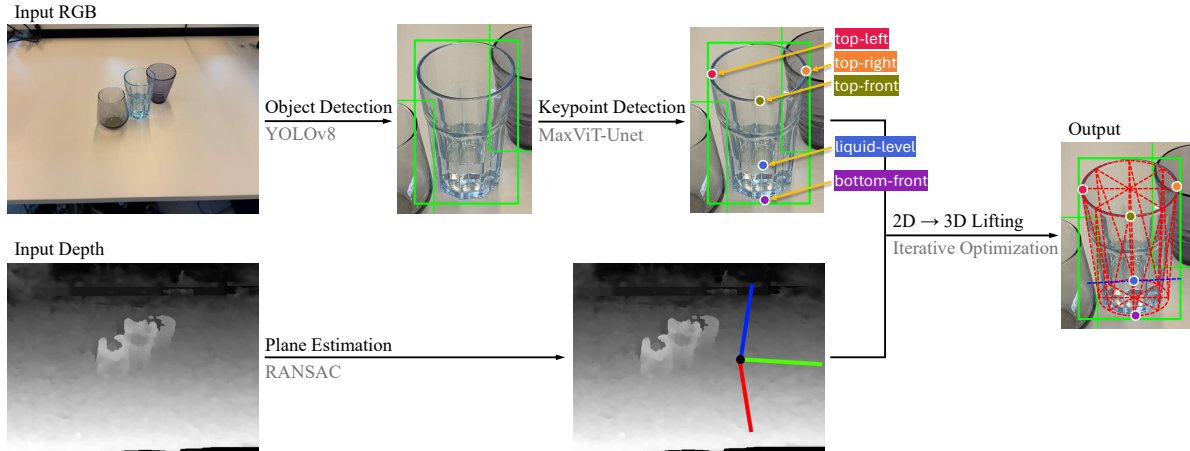 Input RGB
Object Detection
YOLOv8
Keypoint Detection
MaxViT-Unet
top-left
top-right
top-front
liquid-level
bottom-front
Output
2D → 3D Lifting
Iterative Optimization
Input Depth
Plane Estimation
RANSAC